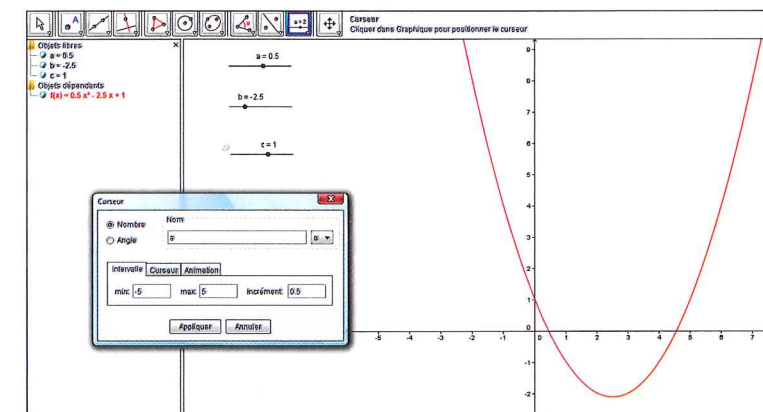 a=2
Curseur
Cliquer dans Graphique pour positionner le curseur
Objets libres
a = 0.5
b = -2.5
c = 1
Objets dépendants
f(x) = 0.5 x² - 2.5 x + 1
a = 0.5
b = -2.5
c = 1
Curseur
Nombre
Angle
Nom
a
α
Intervalle Curseur Animation
min: -5 max: 5 Incrément: 0.5
Appliquer Annuler
9
8
7
6
5
4
3
2
1
0
-5 -4 -3 -2 -1 0 1 2 3 4 5 6 7
-1
-2